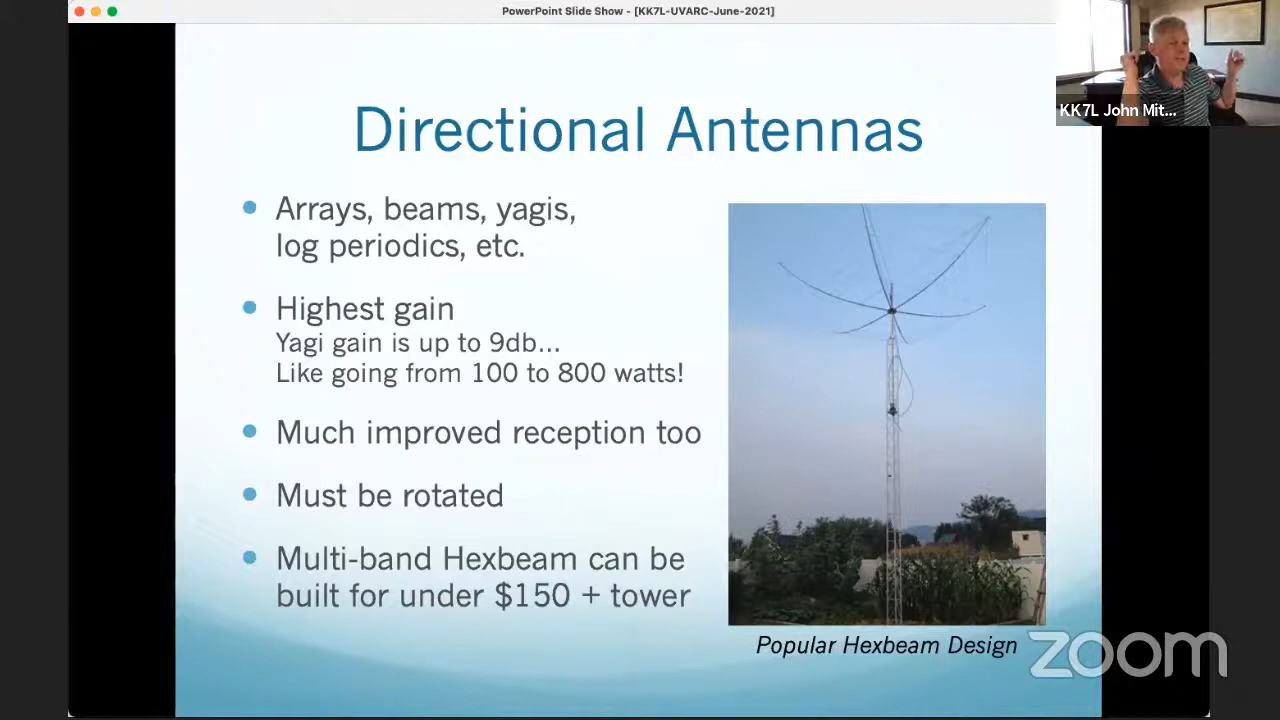 PowerPoint Slide Show - [KK7L-UVARC-June-2021]
KK7L John Mit...
Directional Antennas
Arrays, beams, yagis,
log periodics, etc.
Highest gain
Yagi gain is up to 9db...
Like going from 100 to 800 watts!
Much improved reception too
Must be rotated
Multi-band Hexbeam can be
built for under $150 + tower
Popular Hexbeam Design
zoom